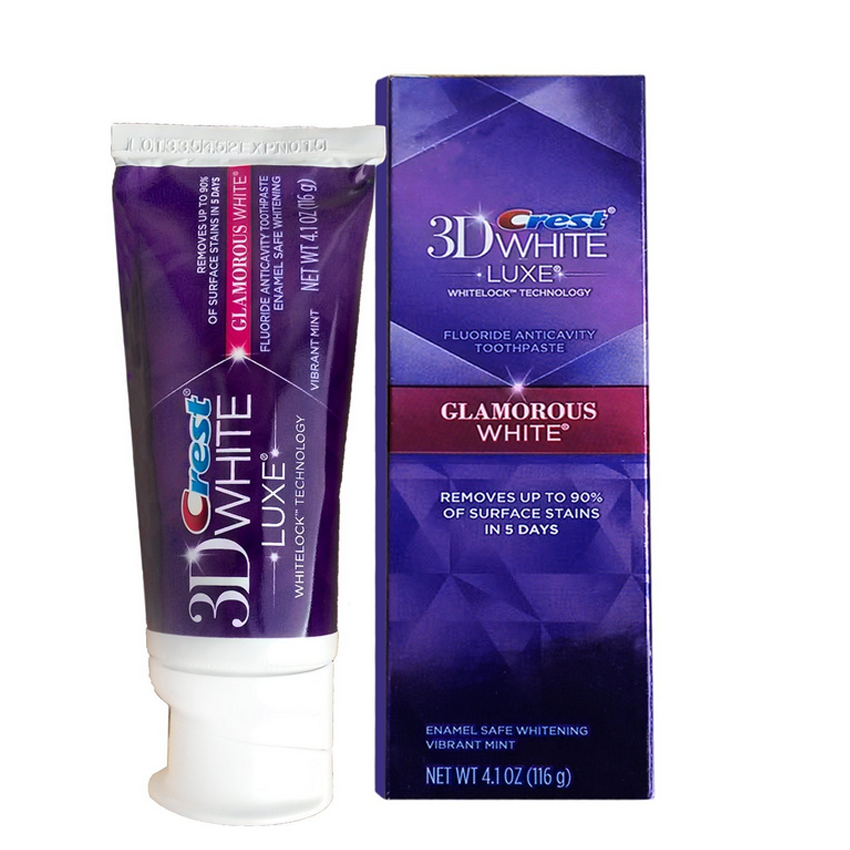 REMOVES UP TO 90%
OF SURFACE STAINS IN 5 DAYS
GLAMOROUS WHITE®
FLUORIDE ANTICAVITY TOOTHPASTE
ENAMEL SAFE WHITENING
NET WT 4.1 OZ (116 g)
VIBRANT MINT
Crest®
3D WHITE
LUXE®
WHITELOCK™ TECHNOLOGY
Crest®
3D WHITE
LUXE®
WHITELOCK™ TECHNOLOGY
FLUORIDE ANTICAVITY
TOOTHPASTE
GLAMOROUS
WHITE®
REMOVES UP TO 90%
OF SURFACE STAINS
IN 5 DAYS
ENAMEL SAFE WHITENING
VIBRANT MINT
NET WT 4.1 OZ (116 g)